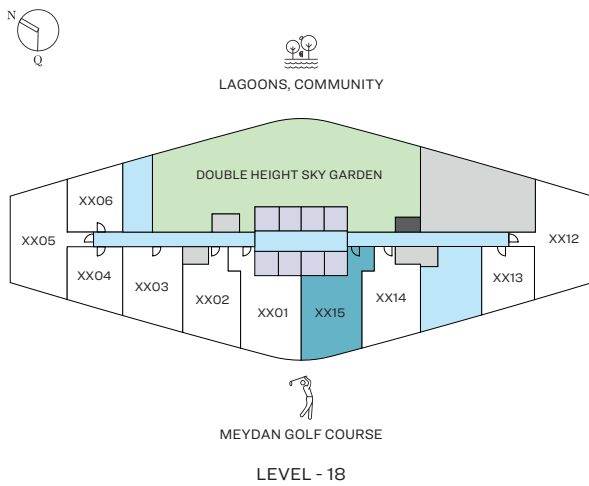 N
Q
LAGOONS, COMMUNITY
DOUBLE HEIGHT SKY GARDEN
XX06
XX05
XX12
XX04
XX03
XX02
XX01
XX15
XX14
XX13
MEYDAN GOLF COURSE
LEVEL - 18